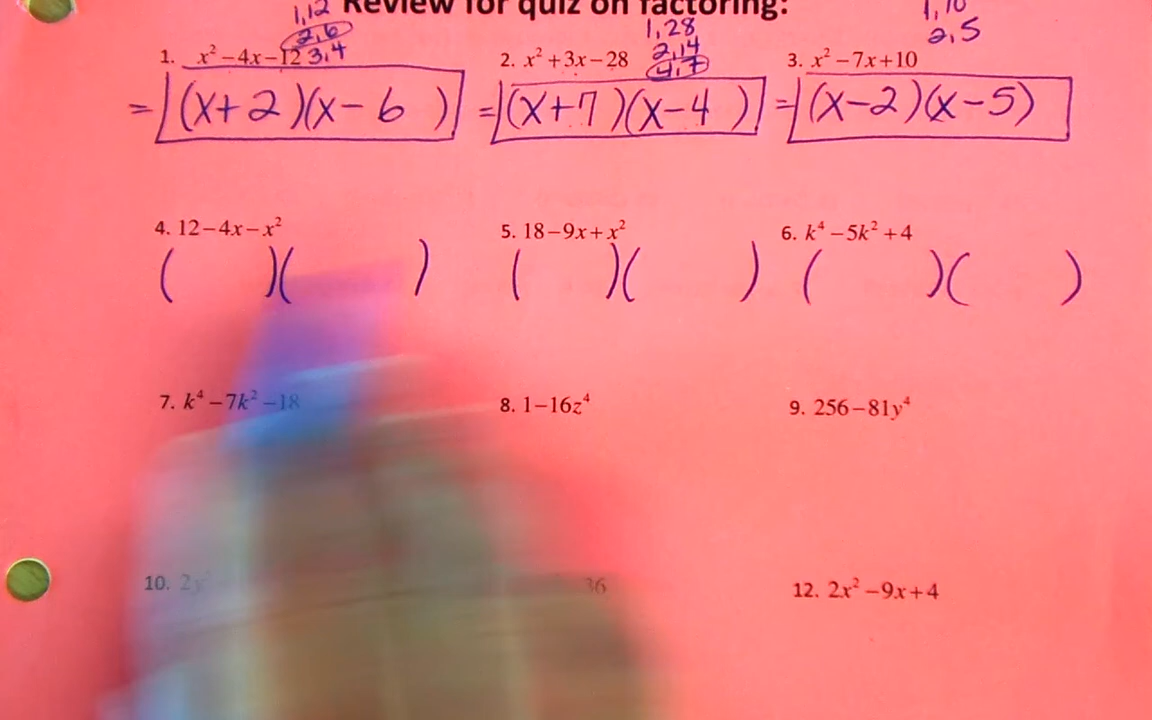 Review for quiz on factoring:
1,12
2,6
3,4
1. x² − 4x − 12
= (x+2)(x−6)
1,28
2,14
4,7
2. x² + 3x − 28
= (x+7)(x−4)
1,10
2,5
3. x² − 7x + 10
= (x−2)(x−5)
4. 12 − 4x − x²
( )( )
5. 18 − 9x + x²
( )( )
6. k⁴ − 5k² + 4
( )( )
7. k⁴ − 7k² − 18
8. 1 − 16z⁴
9. 256 − 81y⁴
10. 2
36
12. 2x² − 9x + 4